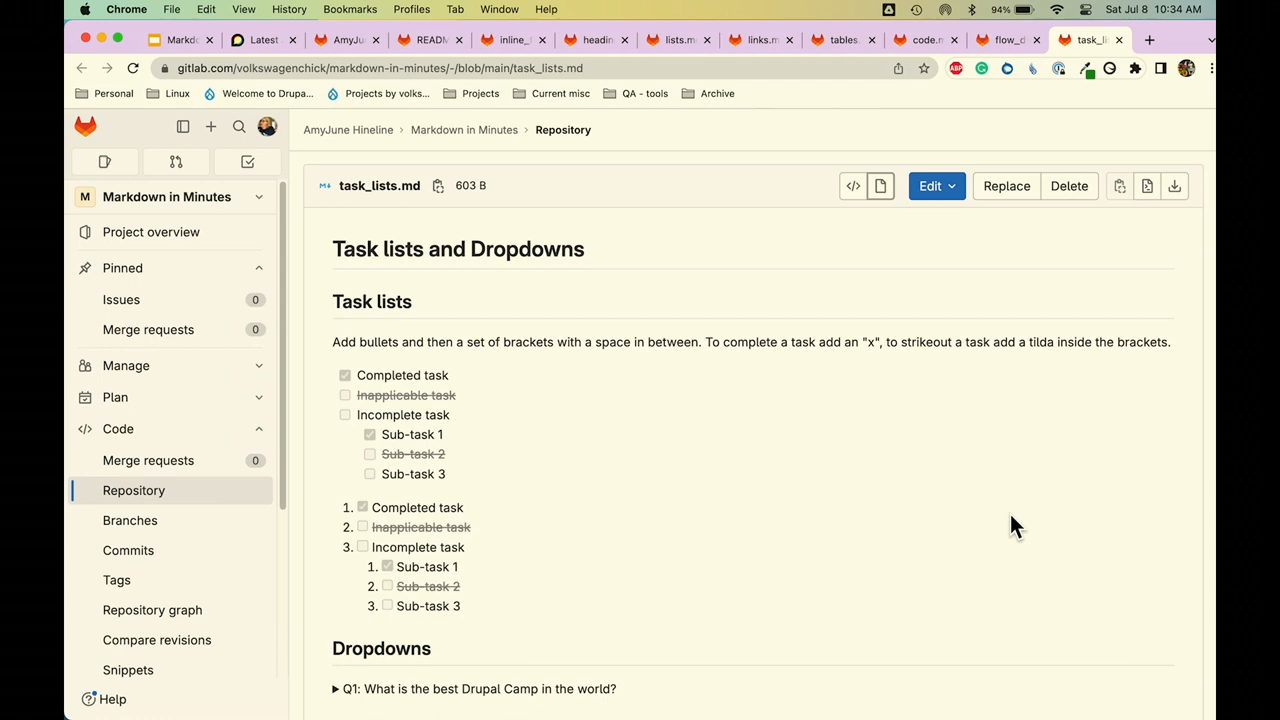 Chrome File Edit View History Bookmarks Profiles Tab Window Help 94% Sat Jul 8 10:34 AM
Markdo Latest AmyJu READM inline_ headin lists.m links.m tables. code.m flow_d task_li
gitlab.com/volkswagenchick/markdown-in-minutes/-/blob/main/task_lists.md ABP
Personal Linux Welcome to Drupa... Projects by volks... Projects Current misc QA - tools Archive
AmyJune Hineline Markdown in Minutes Repository
M Markdown in Minutes
Project overview
Pinned
Issues 0
Merge requests 0
Manage
Plan
Code
Merge requests 0
Repository
Branches
Commits
Tags
Repository graph
Compare revisions
Snippets
Help
task_lists.md 603 B
Edit Replace Delete
Task lists and Dropdowns
Task lists
Add bullets and then a set of brackets with a space in between. To complete a task add an "x", to strikeout a task add a tilda inside the brackets.
Completed task
Inapplicable task
Incomplete task
Sub-task 1
Sub-task 2
Sub-task 3
1. Completed task
2. Inapplicable task
3. Incomplete task
1. Sub-task 1
2. Sub-task 2
3. Sub-task 3
Dropdowns
Q1: What is the best Drupal Camp in the world?